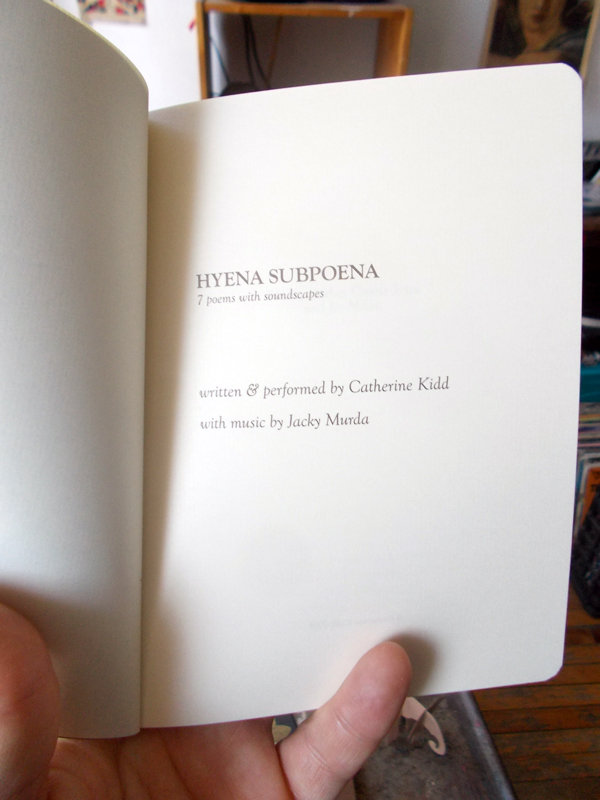 HYENA SUBPOENA
7 poems with soundscapes
written & performed by Catherine Kidd
with music by Jacky Murda